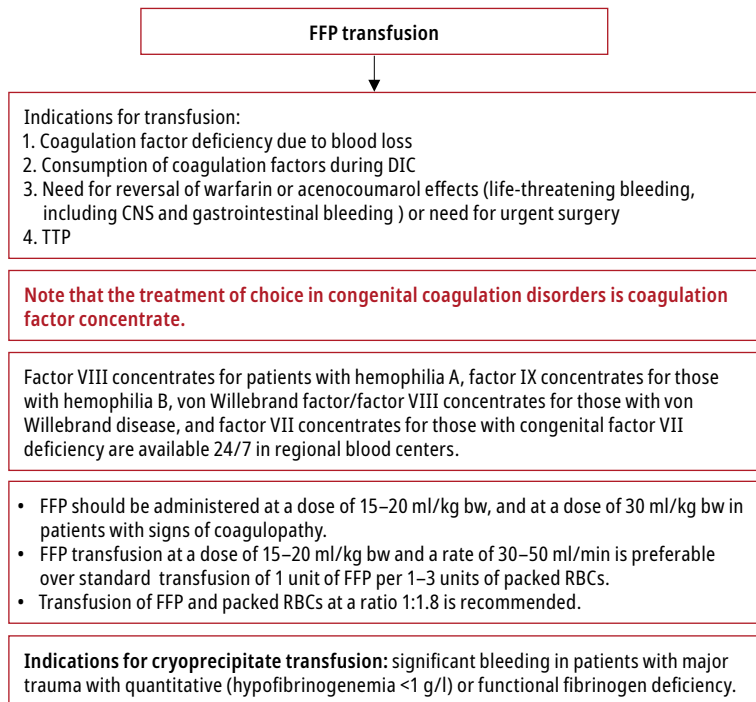 FFP transfusion
Indications for transfusion:
1. Coagulation factor deficiency due to blood loss
2. Consumption of coagulation factors during DIC
3. Need for reversal of warfarin or acenocoumarol effects (life-threatening bleeding,
including CNS and gastrointestinal bleeding ) or need for urgent surgery
4. TTP
Note that the treatment of choice in congenital coagulation disorders is coagulation
factor concentrate.
Factor VIII concentrates for patients with hemophilia A, factor IX concentrates for those
with hemophilia B, von Willebrand factor/factor VIII concentrates for those with von
Willebrand disease, and factor VII concentrates for those with congenital factor VII
deficiency are available 24/7 in regional blood centers.
• FFP should be administered at a dose of 15–20 ml/kg bw, and at a dose of 30 ml/kg bw in
patients with signs of coagulopathy.
• FFP transfusion at a dose of 15–20 ml/kg bw and a rate of 30–50 ml/min is preferable
over standard transfusion of 1 unit of FFP per 1–3 units of packed RBCs.
• Transfusion of FFP and packed RBCs at a ratio 1:1.8 is recommended.
Indications for cryoprecipitate transfusion: significant bleeding in patients with major
trauma with quantitative (hypofibrinogenemia <1 g/l) or functional fibrinogen deficiency.